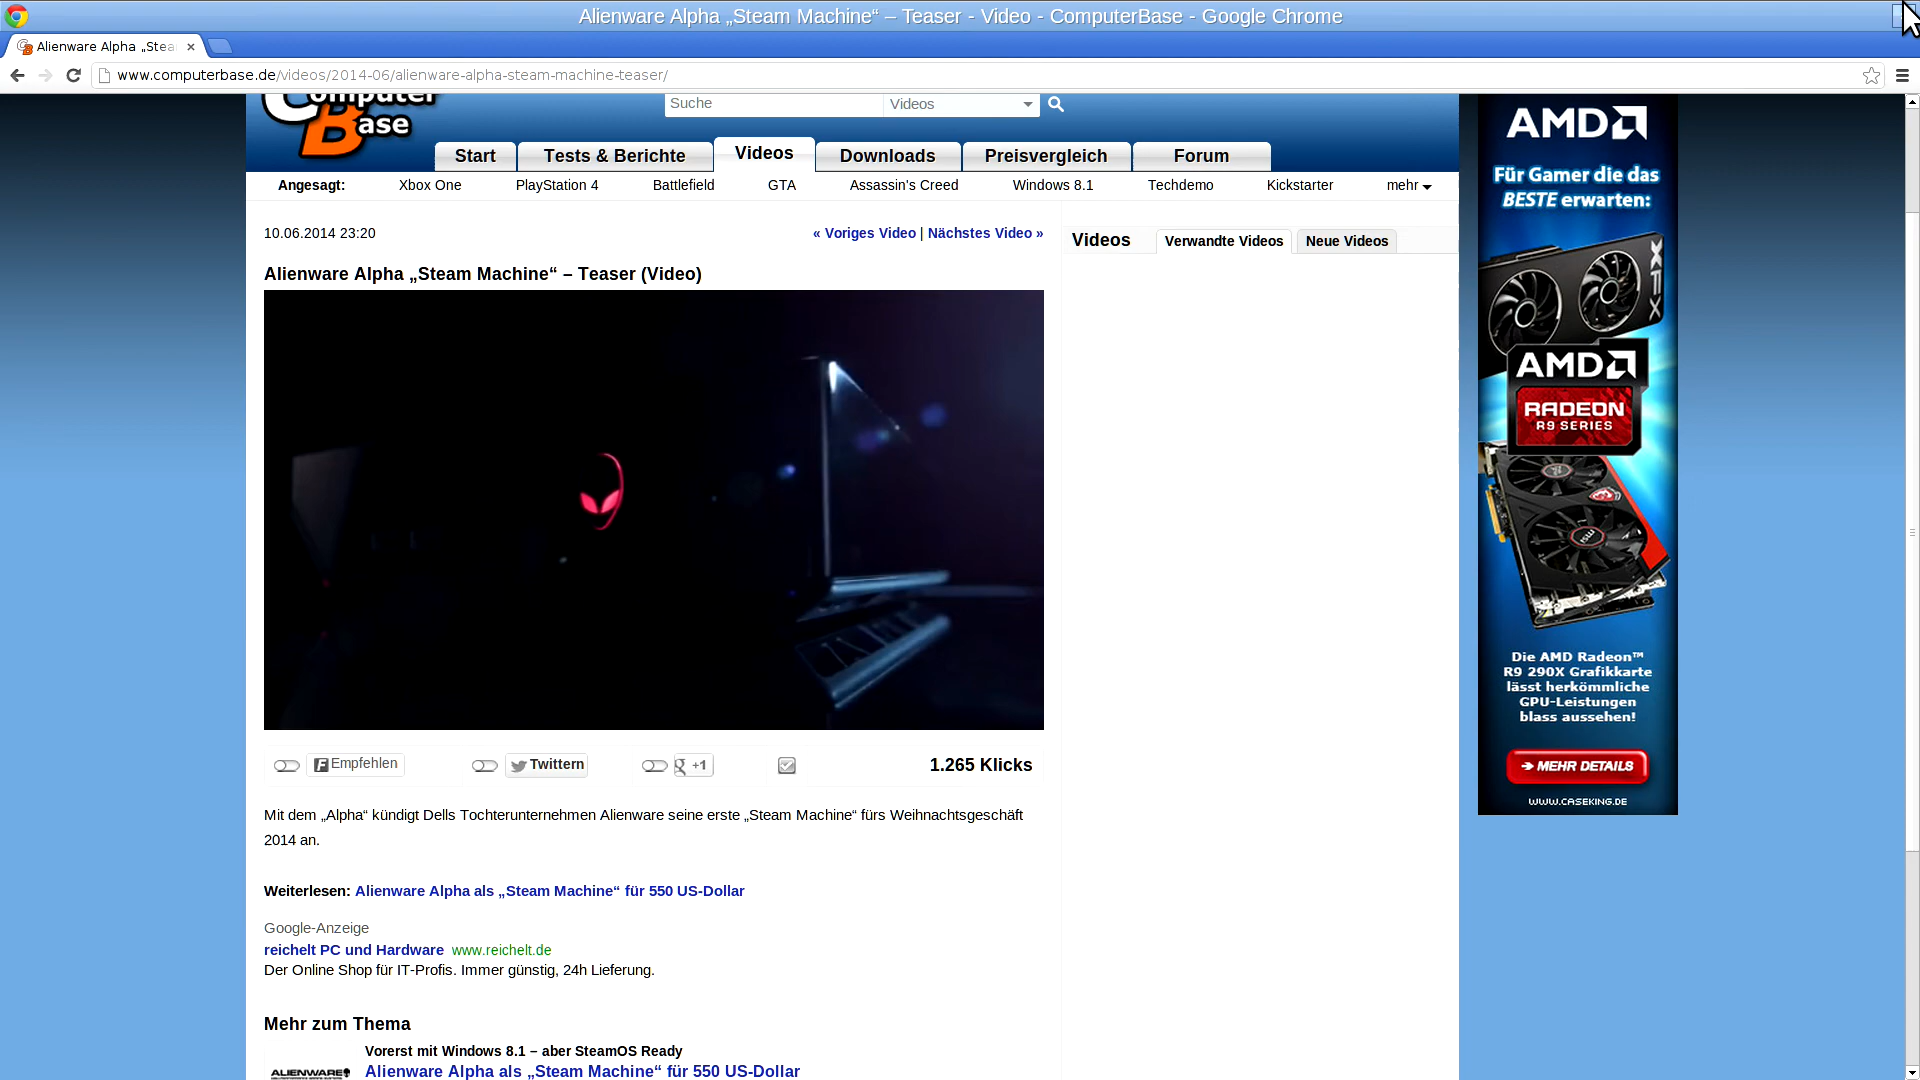 Alienware Alpha „Steam Machine“ – Teaser - Video - ComputerBase - Google Chrome
Alienware Alpha „Stea
www.computerbase.de/videos/2014-06/alienware-alpha-steam-machine-teaser/
Computer
Base
Suche
Videos
Start
Tests & Berichte
Videos
Downloads
Preisvergleich
Forum
Angesagt:
Xbox One
PlayStation 4
Battlefield
GTA
Assassin's Creed
Windows 8.1
Techdemo
Kickstarter
mehr
10.06.2014 23:20
« Voriges Video | Nächstes Video »
Alienware Alpha „Steam Machine“ – Teaser (Video)
Empfehlen
Twittern
+1
1.265 Klicks
Mit dem „Alpha“ kündigt Dells Tochterunternehmen Alienware seine erste „Steam Machine“ fürs Weihnachtsgeschäft
2014 an.
Weiterlesen: Alienware Alpha als „Steam Machine“ für 550 US-Dollar
Google-Anzeige
reichelt PC und Hardware www.reichelt.de
Der Online Shop für IT-Profis. Immer günstig, 24h Lieferung.
Mehr zum Thema
Vorerst mit Windows 8.1 – aber SteamOS Ready
ALIENWARE
Alienware Alpha als „Steam Machine“ für 550 US-Dollar
Videos
Verwandte Videos
Neue Videos
AMD
Für Gamer die das
BESTE erwarten:
XFX
AMD
RADEON
R9 SERIES
msi
Die AMD Radeon™
R9 290X Grafikkarte
lässt herkömmliche
GPU-Leistungen
blass aussehen!
MEHR DETAILS
WWW.CASEKING.DE